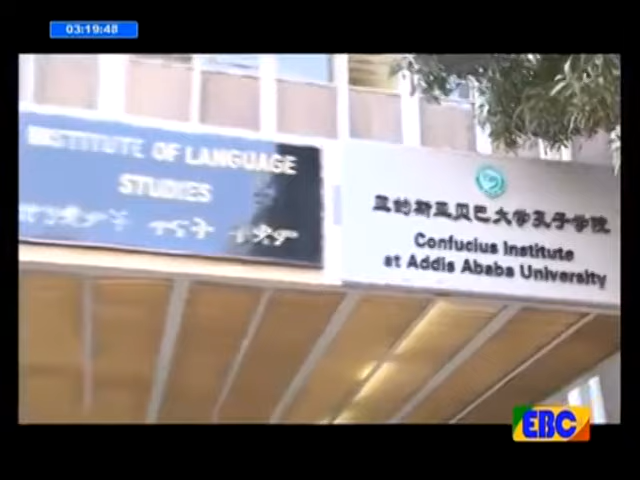 03:19:48
INSTITUTE OF LANGUAGE
STUDIES
亚的斯亚贝巴大学孔子学院
Confucius Institute
at Addis Ababa University
EBC